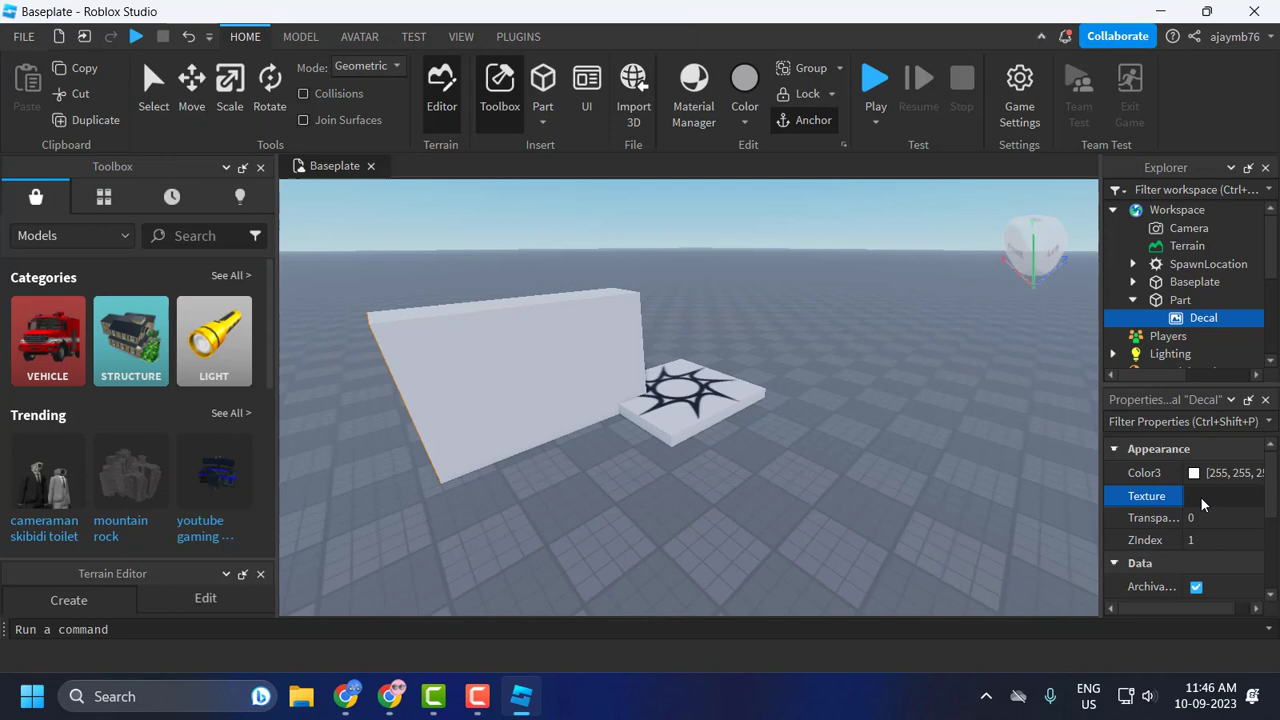 Baseplate - Roblox Studio
FILE HOME MODEL AVATAR TEST VIEW PLUGINS Collaborate ajaymb76
Paste Copy Cut Duplicate Clipboard
Select Move Scale Rotate Mode: Geometric Collisions Join Surfaces Tools
Editor Terrain
Toolbox Part UI Insert
Import 3D File
Material Manager Color Group Lock Anchor Edit
Play Resume Stop Test
Game Settings Settings
Team Test Exit Game Team Test
Toolbox
Models Search
Categories See All >
VEHICLE STRUCTURE LIGHT
Trending See All >
cameraman skibidi toilet
mountain rock
youtube gaming ...
Terrain Editor
Create Edit
Baseplate
Explorer
Filter workspace (Ctrl+...
Workspace
Camera
Terrain
SpawnLocation
Baseplate
Part
Decal
Players
Lighting
Properties...al "Decal"
Filter Properties (Ctrl+Shift+P)
Appearance
Color3 [255, 255, 25
Texture
Transpa... 0
ZIndex 1
Data
Archiva...
Run a command
Search ENG US 11:46 AM 10-09-2023